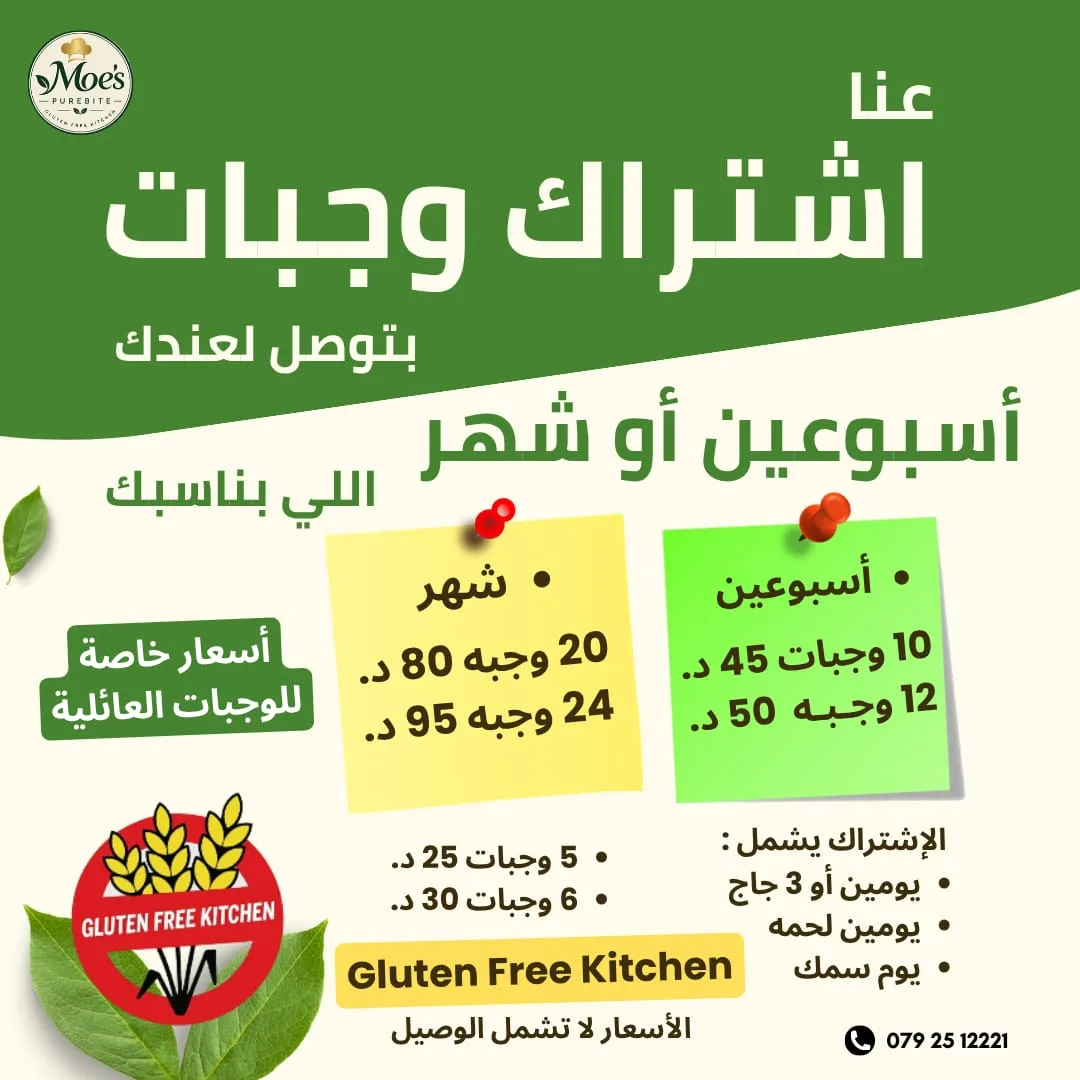 Moe's
PUREBITE
GLUTEN FREE KITCHEN
عنا
اشتراك وجبات
بتوصل لعندك
أسبوعين أو شهر
اللي بناسبك
• أسبوعين
10 وجبات 45 د.
12 وجـبـه 50 د.
• شهر
20 وجبه 80 د.
24 وجبه 95 د.
أسعار خاصة
للوجبات العائلية
الإشتراك يشمل :
• يومين أو 3 جاج
• يومين لحمه
• يوم سمك
• 5 وجبات 25 د.
• 6 وجبات 30 د.
GLUTEN FREE KITCHEN
Gluten Free Kitchen
الأسعار لا تشمل الوصيل
079 25 12221